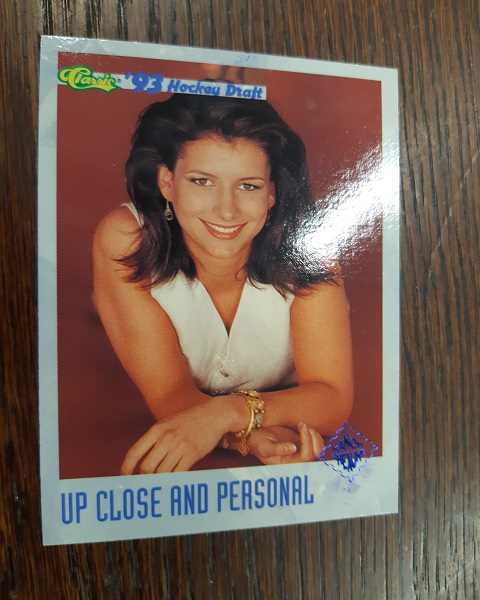 Classic '93 Hockey Draft
UP CLOSE AND PERSONAL